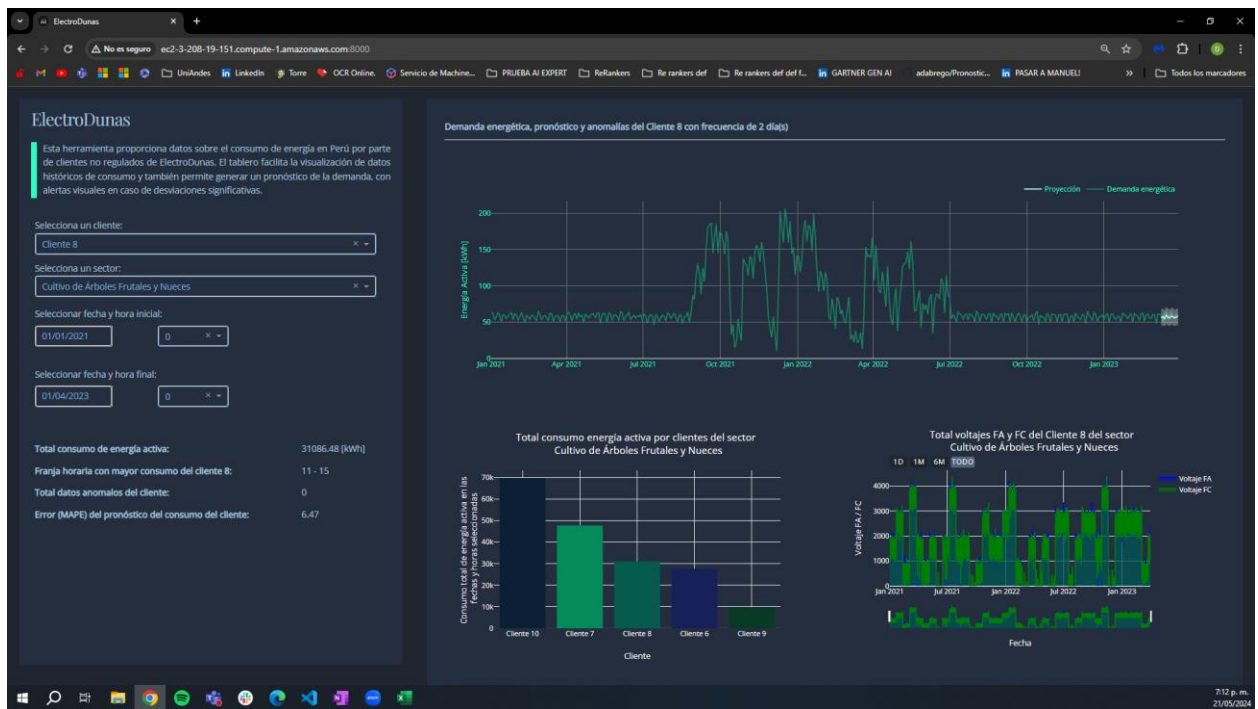 ElectroDunas
No es seguro ec2-3-208-19-151.compute-1.amazonaws.com:8000
UniAndes LinkedIn Torre OCR Online. Servicio de Machine... PRUEBA AI EXPERT ReRankers Re rankers def Re rankers def def f... GARTNER GEN AI adabrego/Pronostic... PASAR A MANUEL! » Todos los marcadores
ElectroDunas
Esta herramienta proporciona datos sobre el consumo de energía en Perú por parte
de clientes no regulados de ElectroDunas. El tablero facilita la visualización de datos
históricos de consumo y también permite generar un pronóstico de la demanda, con
alertas visuales en caso de desviaciones significativas.
Selecciona un cliente:
Cliente 8
Selecciona un sector:
Cultivo de Árboles Frutales y Nueces
Seleccionar fecha y hora inicial:
01/01/2021 0
Seleccionar fecha y hora final:
01/04/2023 0
Total consumo de energía activa: 31086.48 [kWh]
Franja horaria con mayor consumo del cliente 8: 11 - 15
Total datos anomalos del cliente: 0
Error (MAPE) del pronóstico del consumo del cliente: 6.47
Demanda energética, pronóstico y anomallas del Cliente 8 con frecuencia de 2 día(s)
Proyección Demanda energética
Energía Activa [kWh]
200
150
100
50
0
Jan 2021 Apr 2021 Jul 2021 Oct 2021 Jan 2022 Apr 2022 Jul 2022 Oct 2022 Jan 2023
Total consumo energía activa por clientes del sector
Cultivo de Árboles Frutales y Nueces
Consumo total de energía activa en las
fechas y horas seleccionadas
70k
60k
50k
40k
30k
20k
10k
0
Cliente 10 Cliente 7 Cliente 8 Cliente 6 Cliente 9
Cliente
Total voltajes FA y FC del Cliente 8 del sector
Cultivo de Árboles Frutales y Nueces
1D 1M 6M TODO
Voltaje FA
Voltaje FC
Voltaje FA / FC
4000
3000
2000
1000
0
Jan 2021 Jul 2021 Jan 2022 Jul 2022 Jan 2023
Fecha
7:12 p. m.
21/05/2024